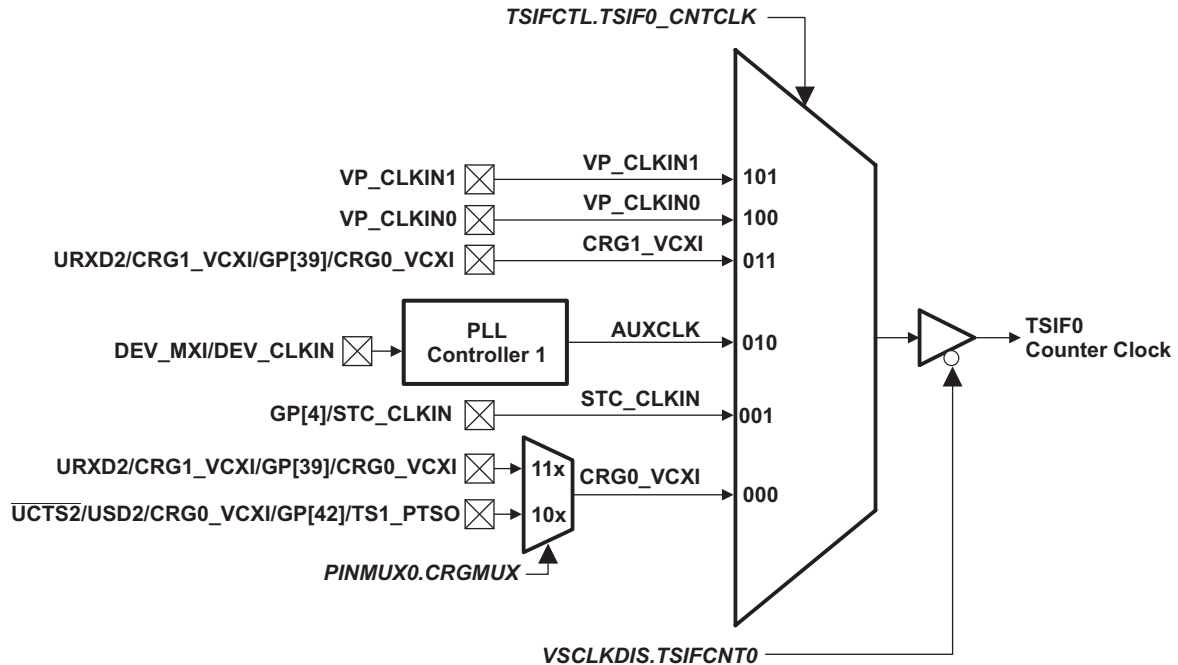 TSIFCTL.TSIF0_CNTCLK
VP_CLKIN1 VP_CLKIN1 101
VP_CLKIN0 VP_CLKIN0 100
URXD2/CRG1_VCXI/GP[39]/CRG0_VCXI CRG1_VCXI 011
PLL
Controller 1
DEV_MXI/DEV_CLKIN AUXCLK 010
TSIF0
Counter Clock
GP[4]/STC_CLKIN STC_CLKIN 001
URXD2/CRG1_VCXI/GP[39]/CRG0_VCXI 11x
CRG0_VCXI 000
UCTS2/USD2/CRG0_VCXI/GP[42]/TS1_PTSO 10x
PINMUX0.CRGMUX
VSCLKDIS.TSIFCNT0